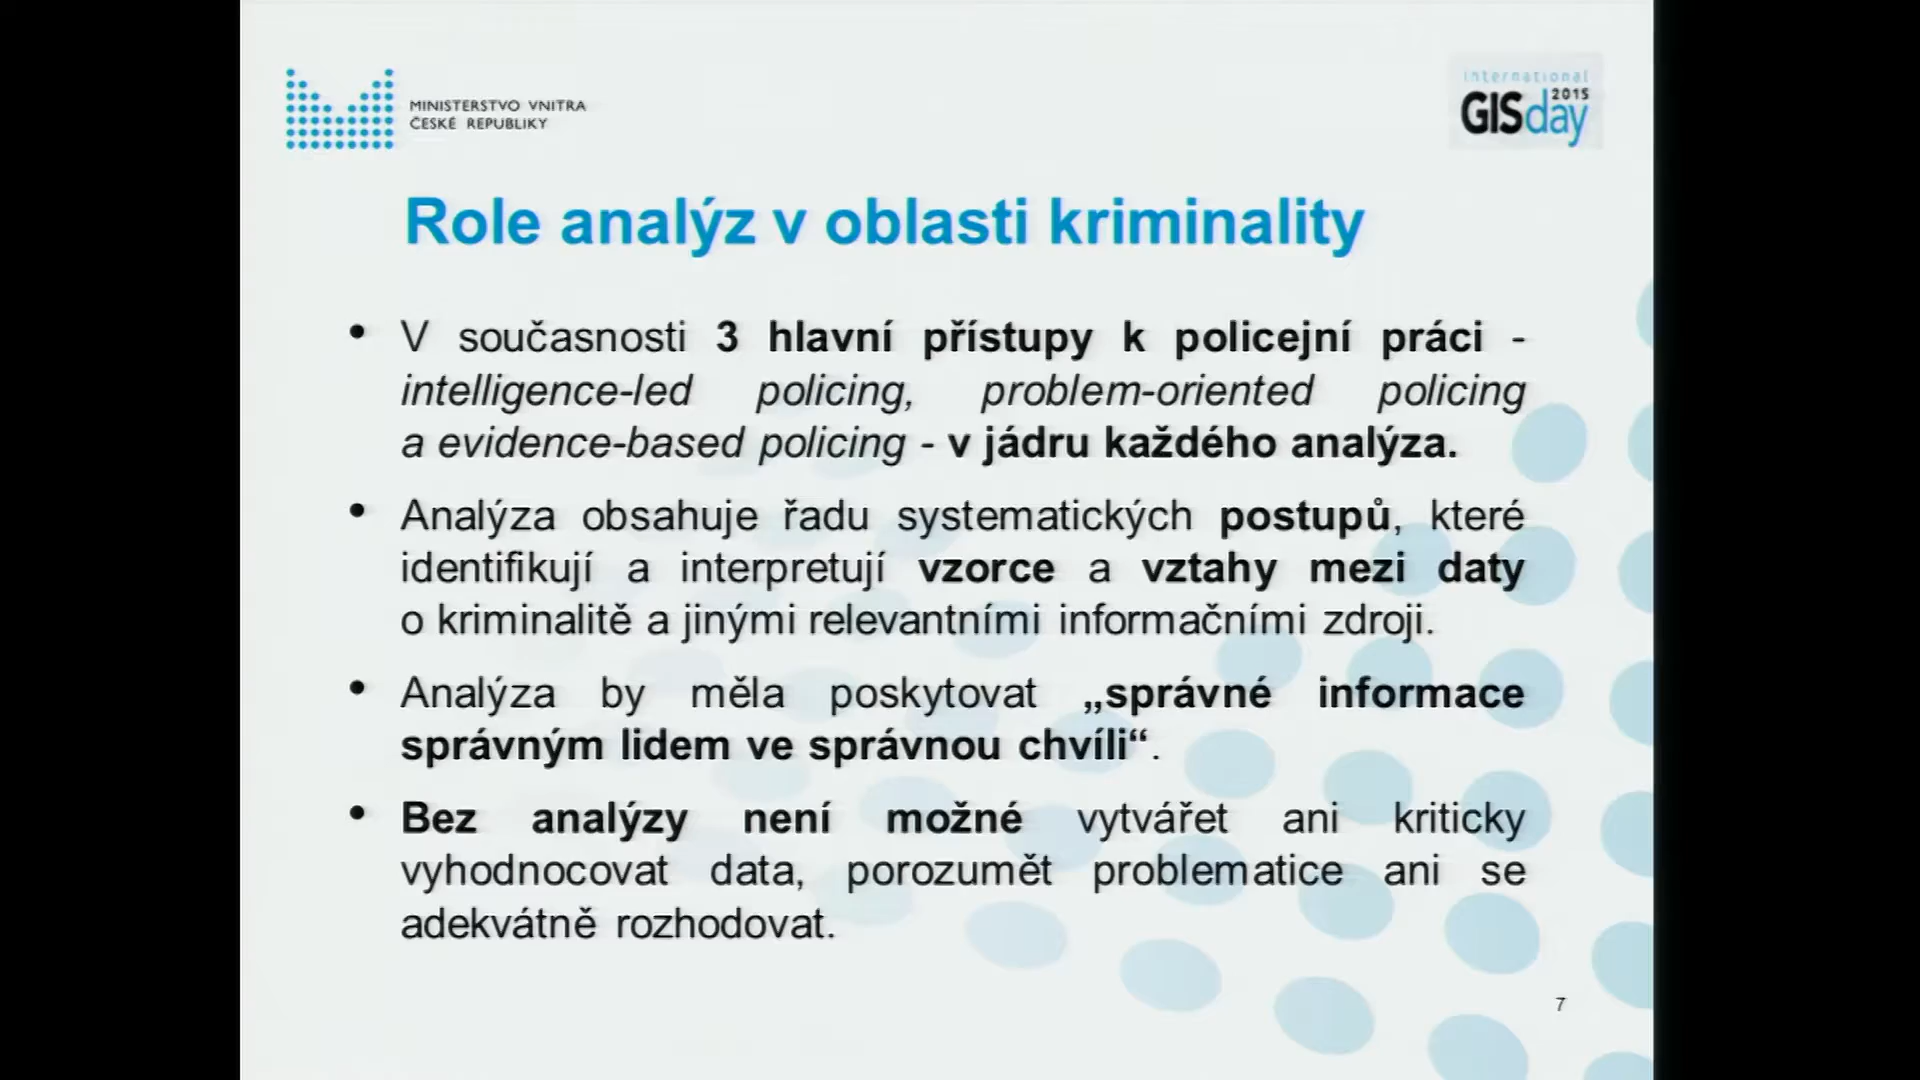 MINISTERSTVO VNITRA
ČESKÉ REPUBLIKY
international
2015
GISday
Role analýz v oblasti kriminality
• V současnosti 3 hlavní přístupy k policejní práci -
intelligence-led policing, problem-oriented policing
a evidence-based policing - v jádru každého analýza.
• Analýza obsahuje řadu systematických postupů, které
identifikují a interpretují vzorce a vztahy mezi daty
o kriminalitě a jinými relevantními informačními zdroji.
• Analýza by měla poskytovat „správné informace
správným lidem ve správnou chvíli“.
• Bez analýzy není možné vytvářet ani kriticky
vyhodnocovat data, porozumět problematice ani se
adekvátně rozhodovat.
7